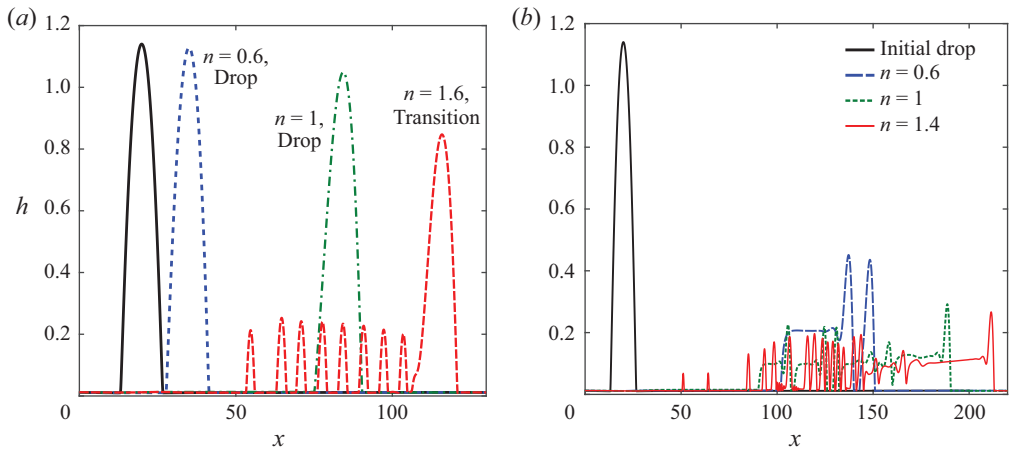 (a)
1.2
1.0
0.8
0.6
0.4
0.2
h
0
50
100
x
n = 0.6,
Drop
n = 1,
Drop
n = 1.6,
Transition
(b)
1.2
1.0
0.8
0.6
0.4
0.2
0
50
100
150
200
x
Initial drop
n = 0.6
n = 1
n = 1.4